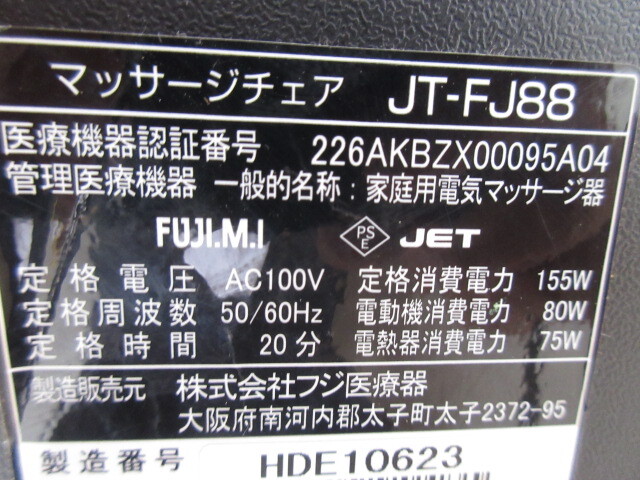 マッサージチェア JT-FJ88
医療機器認証番号 226AKBZX00095A04
管理医療機器 一般的名称:家庭用電気マッサージ器
FUJI.M.I PSE JET
定格電圧 AC100V 定格消費電力 155W
定格周波数 50/60Hz 電動機消費電力 80W
定格時間 20分 電熱器消費電力 75W
製造販売元 株式会社フジ医療器
大阪府南河内郡太子町太子2372-95
製造番号 HDE10623